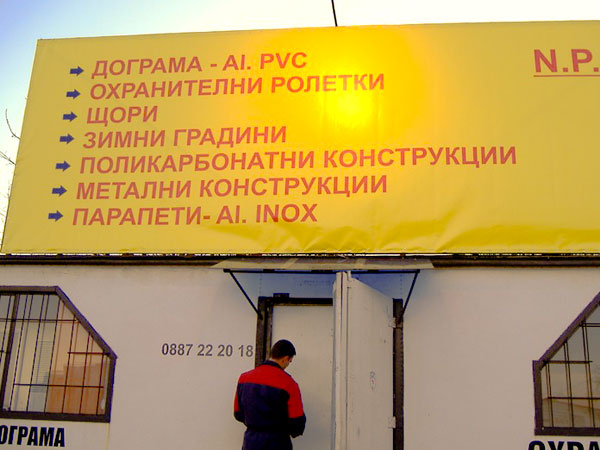 ДОГРАМА - Al. PVC
ОХРАНИТЕЛНИ РОЛЕТКИ
ЩОРИ
ЗИМНИ ГРАДИНИ
ПОЛИКАРБОНАТНИ КОНСТРУКЦИИ
МЕТАЛНИ КОНСТРУКЦИИ
ПАРАПЕТИ- Al. INOX
N.P.
0887 22 20 18
ОГРАМА
ОХРА